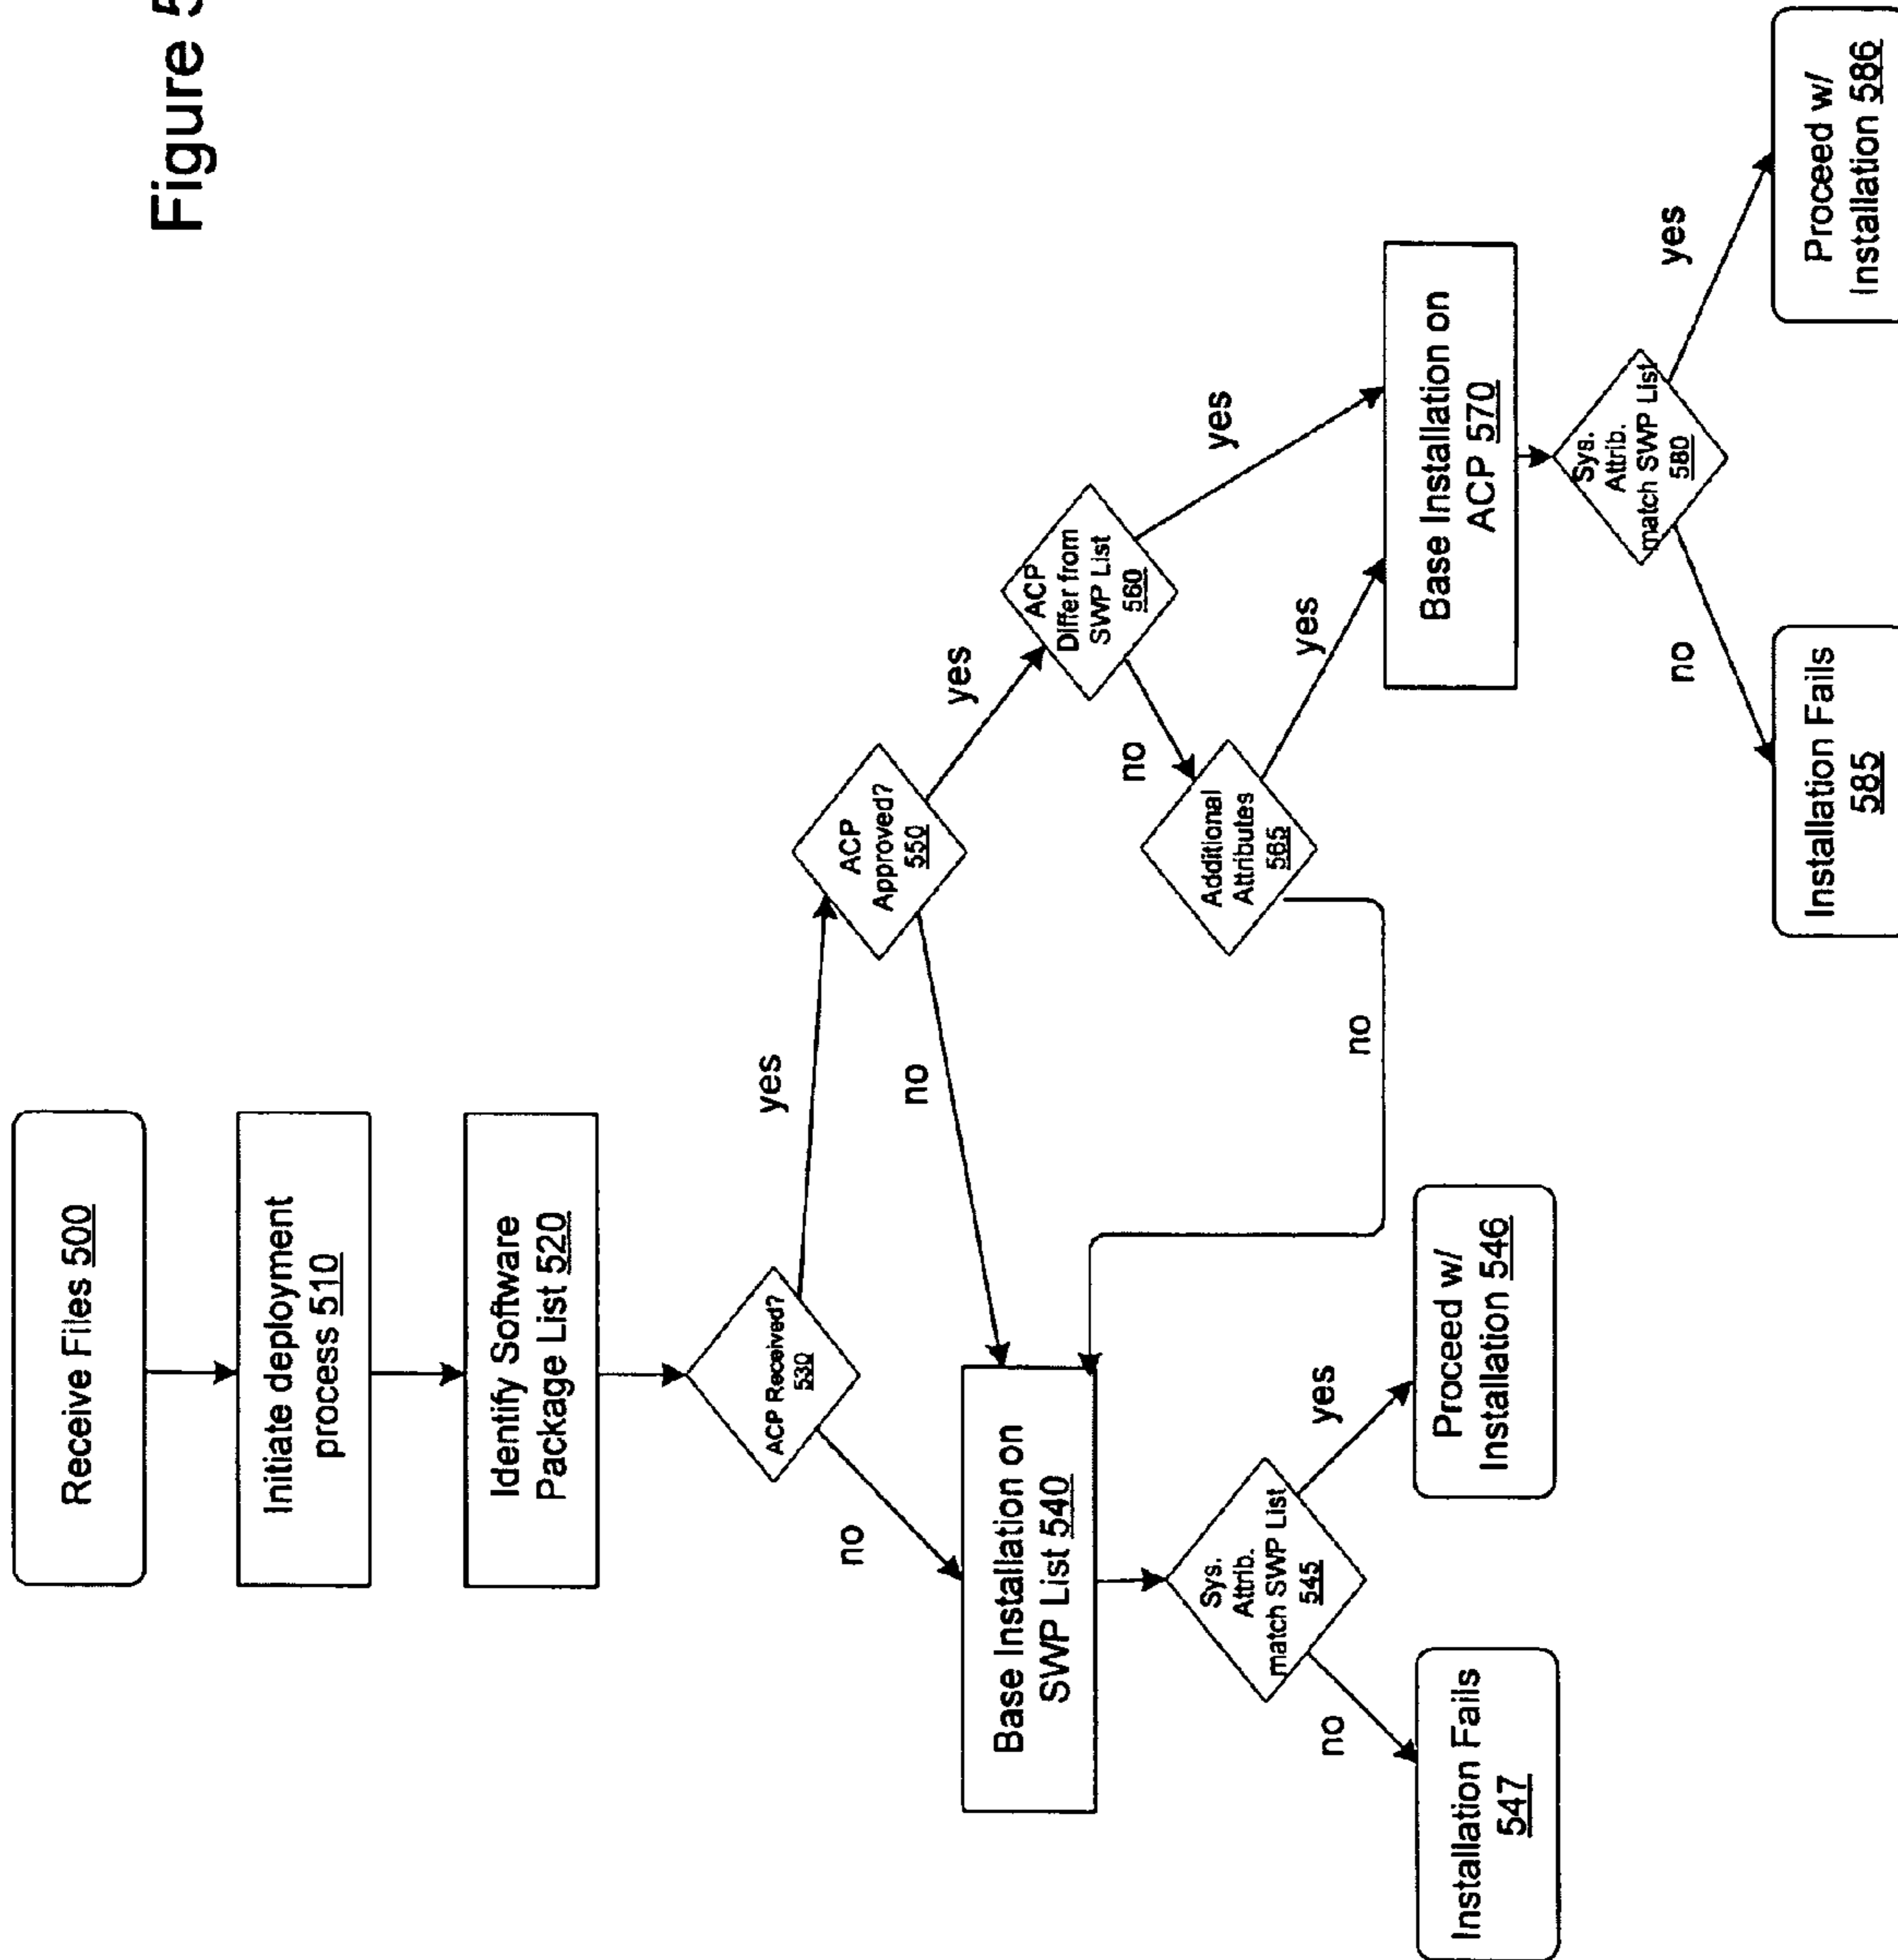 Figure 5
Receive Files 500
Initiate deployment
process 510
Identify Software
Package List 520
ACP Received?
530
yes
no
ACP
Approved?
550
yes
no
ACP
Differ from
SWP List
560
yes
no
Additional
Attributes
565
yes
no
Base Installation on
SWP List 540
Sys.
Attrib.
match SWP List
545
yes
no
Proceed w/
Installation 546
Installation Fails
547
Base Installation on
ACP 570
Sys.
Attrib.
match SWP List
580
yes
no
Proceed w/
Installation 586
Installation Fails
585